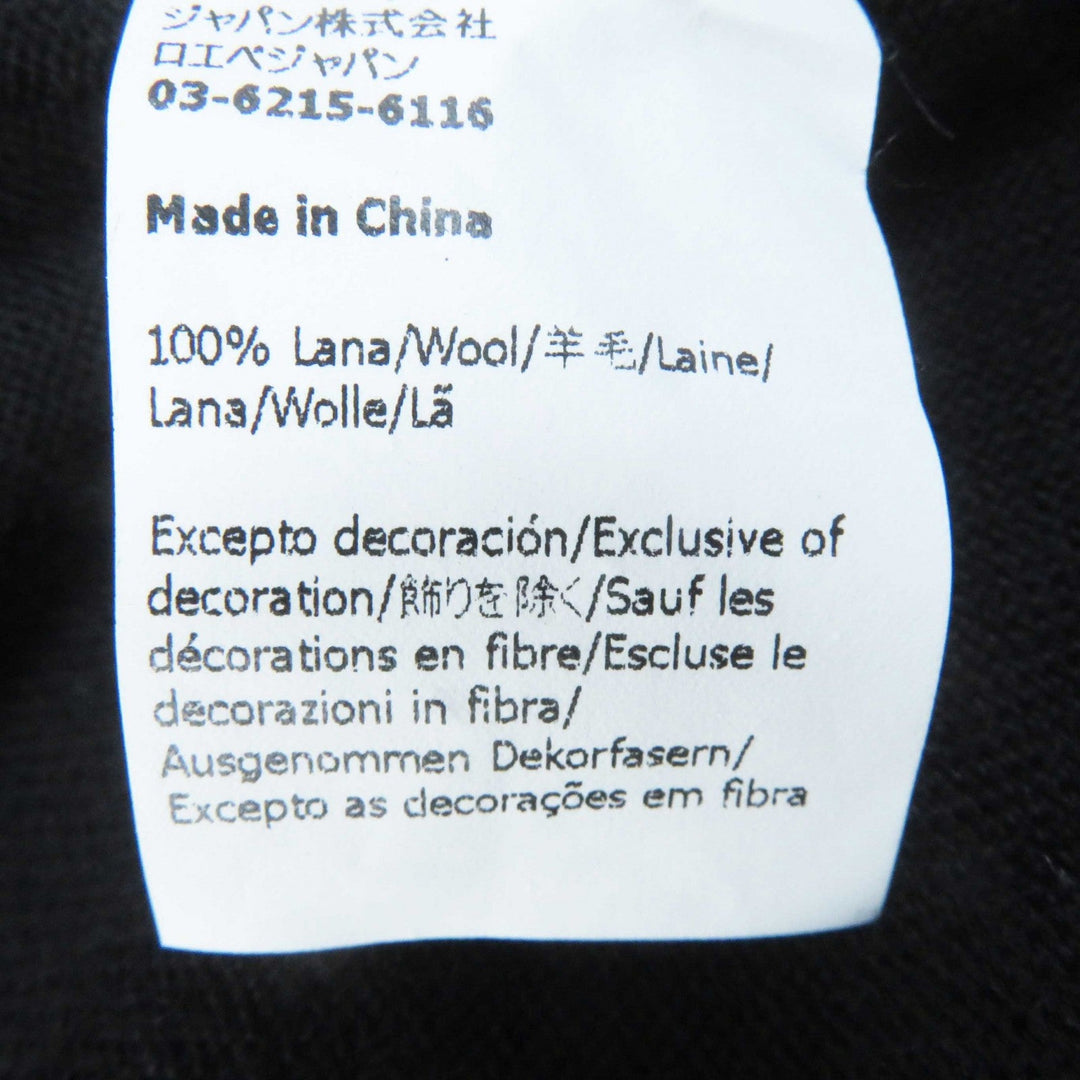 ジャパン株式会社
ロエベジャパン
03-6215-6116
Made in China
100% Lana/Wool/羊毛/Laine/
Lana/Wolle/Lã
Excepto decoración/Exclusive of
decoration/飾りを除く/Sauf les
décorations en fibre/Escluse le
decorazioni in fibra/
Ausgenommen Dekorfasern/
Excepto as decorações em fibra